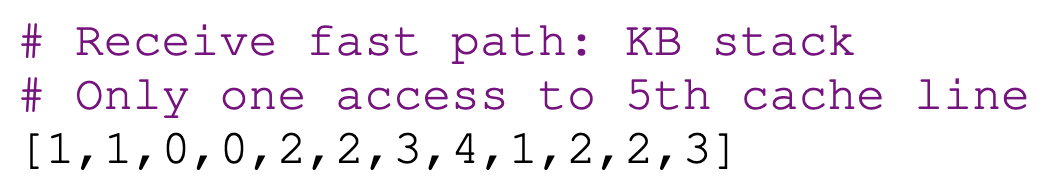 # Receive fast path: KB stack
# Only one access to 5th cache line
[1,1,0,0,2,2,3,4,1,2,2,3]